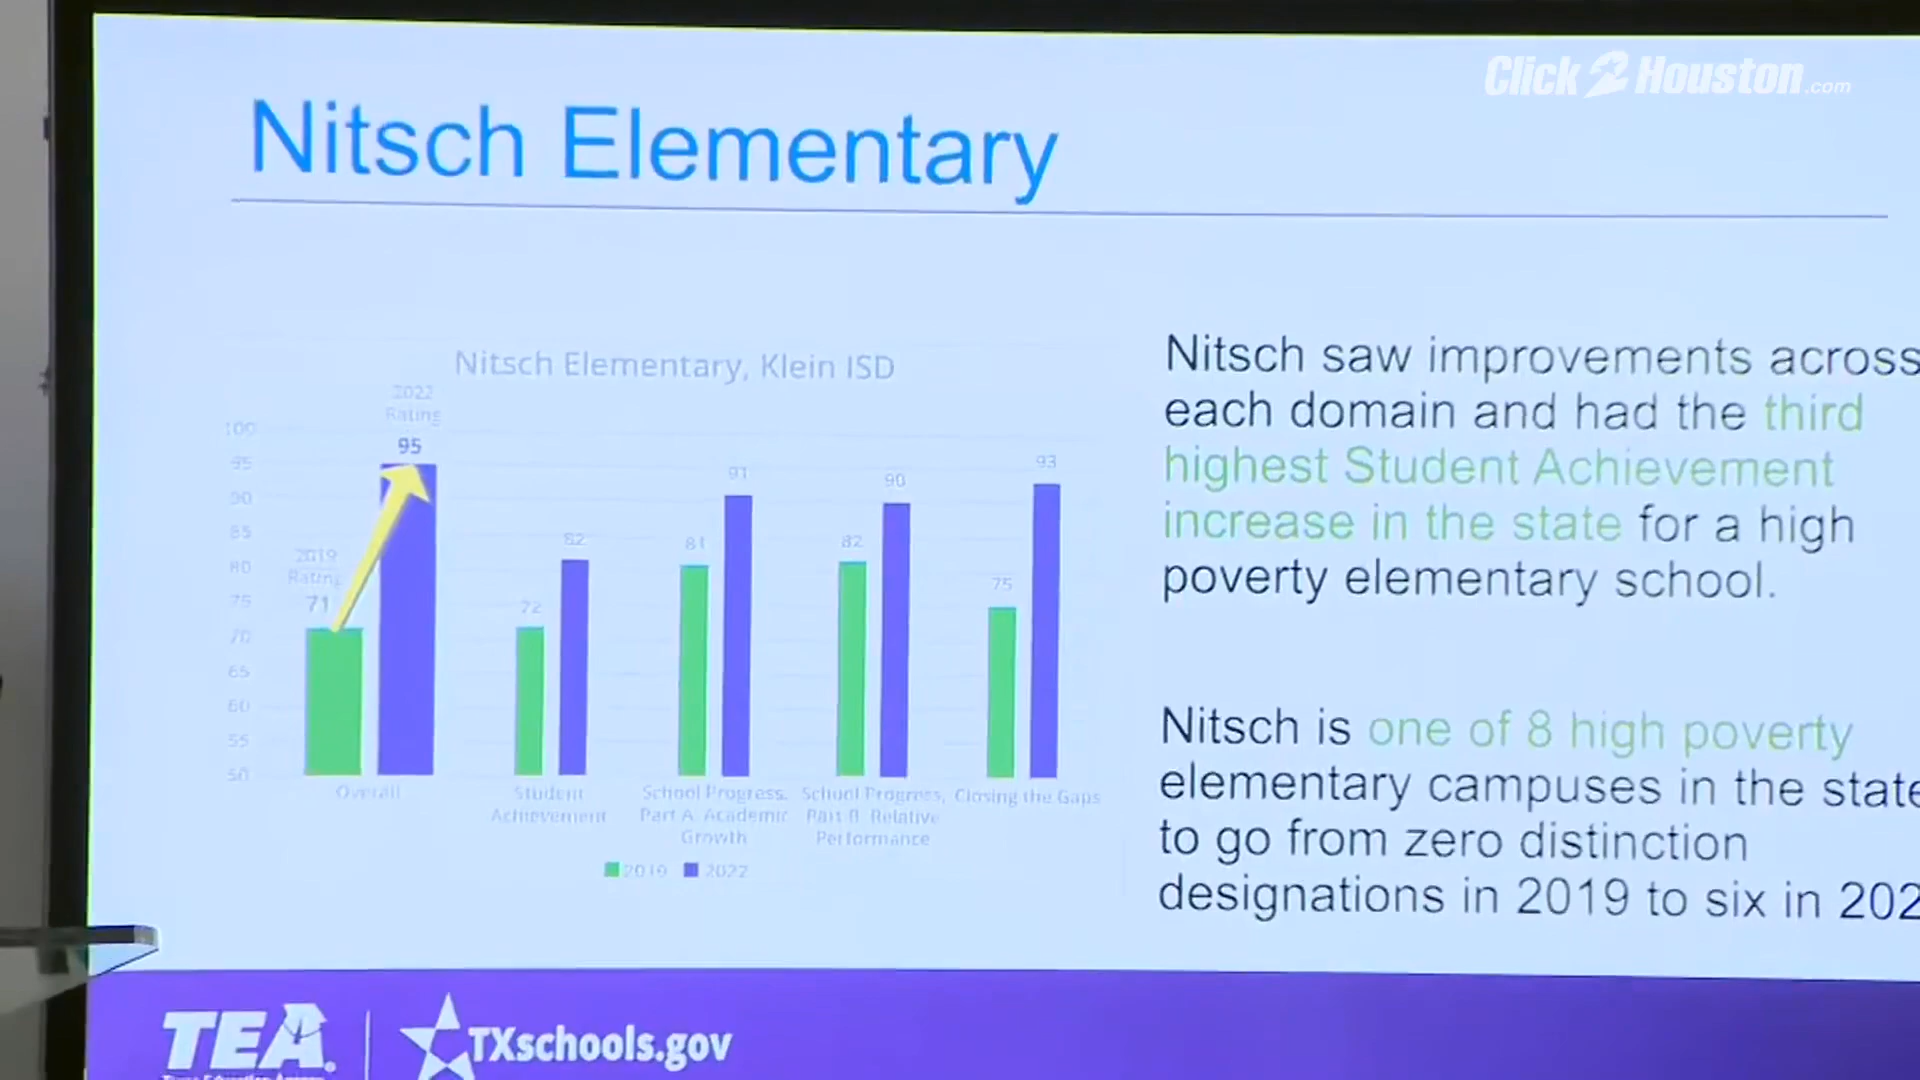 Click2Houston.com
Nitsch Elementary
Nitsch Elementary, Klein ISD
2022
Rating
100
95
95
93
91
90
90
85
82
82
81
2019
Rating
80
75
75
72
71
70
65
60
55
50
Overall
Student
Achievement
School Progress,
Part A: Academic
Growth
School Progress,
Part B: Relative
Performance
Closing the Gaps
2019 2022
Nitsch saw improvements across
each domain and had the third
highest Student Achievement
increase in the state for a high
poverty elementary school.
Nitsch is one of 8 high poverty
elementary campuses in the state
to go from zero distinction
designations in 2019 to six in 202
TEA
TXschools.gov